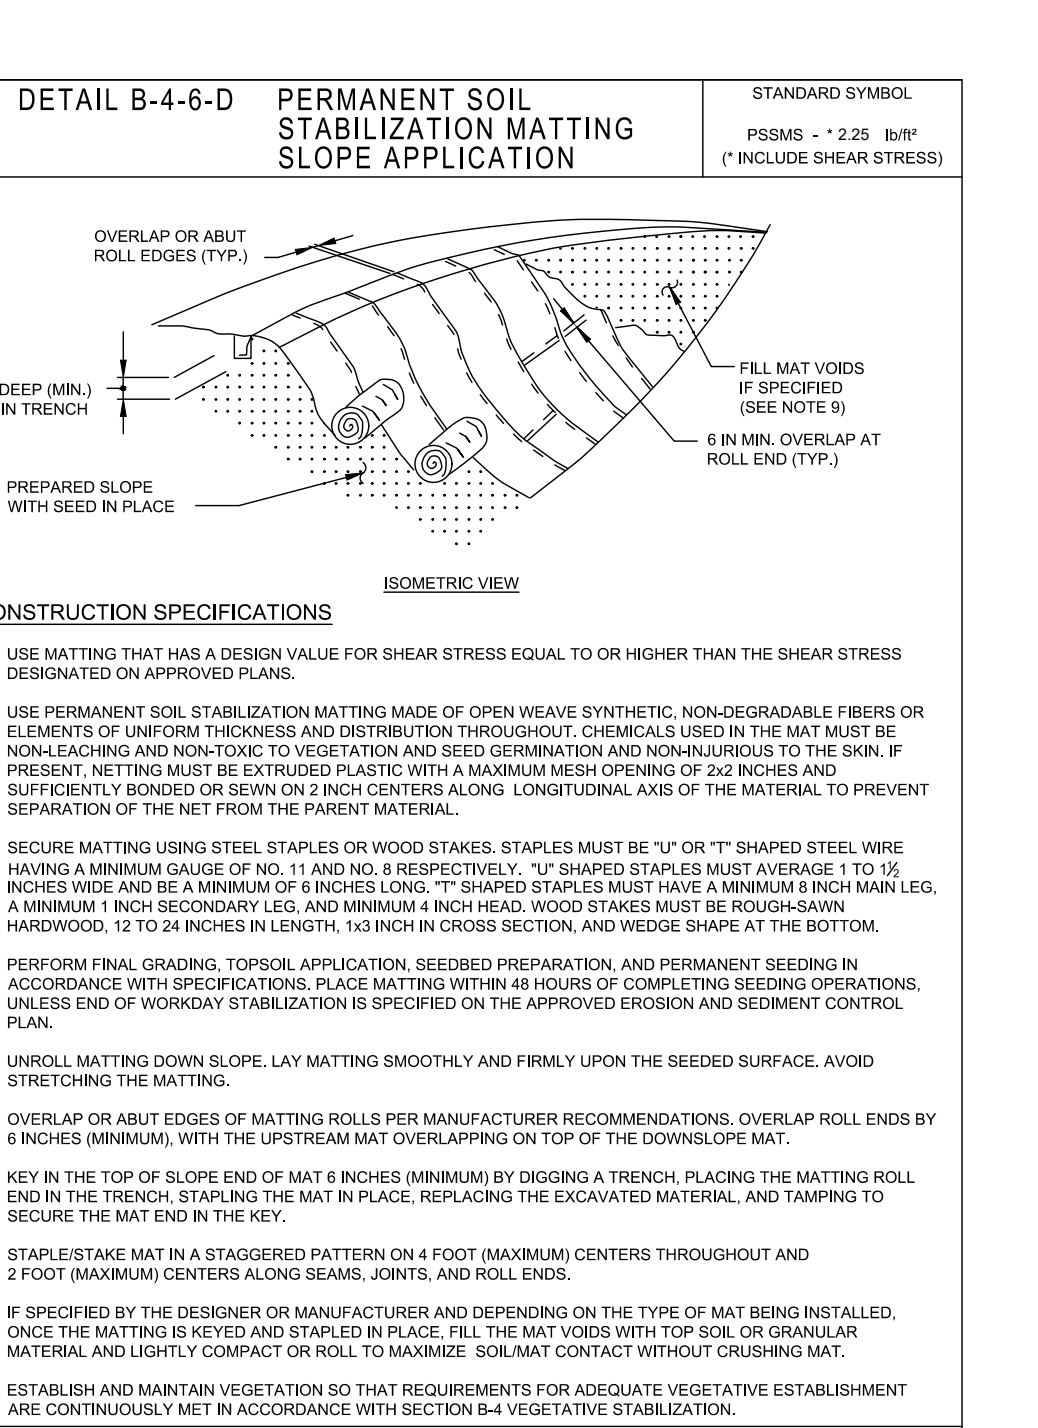 DETAIL B-4-6-D
PERMANENT SOIL
STABILIZATION MATTING
SLOPE APPLICATION
STANDARD SYMBOL
PSSMS - * 2.25 lb/ft²
(* INCLUDE SHEAR STRESS)
OVERLAP OR ABUT
ROLL EDGES (TYP.)
DEEP (MIN.)
IN TRENCH
PREPARED SLOPE
WITH SEED IN PLACE
FILL MAT VOIDS
IF SPECIFIED
(SEE NOTE 9)
6 IN MIN. OVERLAP AT
ROLL END (TYP.)
ISOMETRIC VIEW
ONSTRUCTION SPECIFICATIONS
USE MATTING THAT HAS A DESIGN VALUE FOR SHEAR STRESS EQUAL TO OR HIGHER THAN THE SHEAR STRESS
DESIGNATED ON APPROVED PLANS.
USE PERMANENT SOIL STABILIZATION MATTING MADE OF OPEN WEAVE SYNTHETIC, NON-DEGRADABLE FIBERS OR
ELEMENTS OF UNIFORM THICKNESS AND DISTRIBUTION THROUGHOUT. CHEMICALS USED IN THE MAT MUST BE
NON-LEACHING AND NON-TOXIC TO VEGETATION AND SEED GERMINATION AND NON-INJURIOUS TO THE SKIN. IF
PRESENT, NETTING MUST BE EXTRUDED PLASTIC WITH A MAXIMUM MESH OPENING OF 2x2 INCHES AND
SUFFICIENTLY BONDED OR SEWN ON 2 INCH CENTERS ALONG LONGITUDINAL AXIS OF THE MATERIAL TO PREVENT
SEPARATION OF THE NET FROM THE PARENT MATERIAL.
SECURE MATTING USING STEEL STAPLES OR WOOD STAKES. STAPLES MUST BE "U" OR "T" SHAPED STEEL WIRE
HAVING A MINIMUM GAUGE OF NO. 11 AND NO. 8 RESPECTIVELY. "U" SHAPED STAPLES MUST AVERAGE 1 TO 1½
INCHES WIDE AND BE A MINIMUM OF 6 INCHES LONG. "T" SHAPED STAPLES MUST HAVE A MINIMUM 8 INCH MAIN LEG,
A MINIMUM 1 INCH SECONDARY LEG, AND MINIMUM 4 INCH HEAD. WOOD STAKES MUST BE ROUGH-SAWN
HARDWOOD, 12 TO 24 INCHES IN LENGTH, 1x3 INCH IN CROSS SECTION, AND WEDGE SHAPE AT THE BOTTOM.
PERFORM FINAL GRADING, TOPSOIL APPLICATION, SEEDBED PREPARATION, AND PERMANENT SEEDING IN
ACCORDANCE WITH SPECIFICATIONS. PLACE MATTING WITHIN 48 HOURS OF COMPLETING SEEDING OPERATIONS,
UNLESS END OF WORKDAY STABILIZATION IS SPECIFIED ON THE APPROVED EROSION AND SEDIMENT CONTROL
PLAN.
UNROLL MATTING DOWN SLOPE. LAY MATTING SMOOTHLY AND FIRMLY UPON THE SEEDED SURFACE. AVOID
STRETCHING THE MATTING.
OVERLAP OR ABUT EDGES OF MATTING ROLLS PER MANUFACTURER RECOMMENDATIONS. OVERLAP ROLL ENDS BY
6 INCHES (MINIMUM), WITH THE UPSTREAM MAT OVERLAPPING ON TOP OF THE DOWNSLOPE MAT.
KEY IN THE TOP OF SLOPE END OF MAT 6 INCHES (MINIMUM) BY DIGGING A TRENCH, PLACING THE MATTING ROLL
END IN THE TRENCH, STAPLING THE MAT IN PLACE, REPLACING THE EXCAVATED MATERIAL, AND TAMPING TO
SECURE THE MAT END IN THE KEY.
STAPLE/STAKE MAT IN A STAGGERED PATTERN ON 4 FOOT (MAXIMUM) CENTERS THROUGHOUT AND
2 FOOT (MAXIMUM) CENTERS ALONG SEAMS, JOINTS, AND ROLL ENDS.
IF SPECIFIED BY THE DESIGNER OR MANUFACTURER AND DEPENDING ON THE TYPE OF MAT BEING INSTALLED,
ONCE THE MATTING IS KEYED AND STAPLED IN PLACE, FILL THE MAT VOIDS WITH TOP SOIL OR GRANULAR
MATERIAL AND LIGHTLY COMPACT OR ROLL TO MAXIMIZE SOIL/MAT CONTACT WITHOUT CRUSHING MAT.
ESTABLISH AND MAINTAIN VEGETATION SO THAT REQUIREMENTS FOR ADEQUATE VEGETATIVE ESTABLISHMENT
ARE CONTINUOUSLY MET IN ACCORDANCE WITH SECTION B-4 VEGETATIVE STABILIZATION.